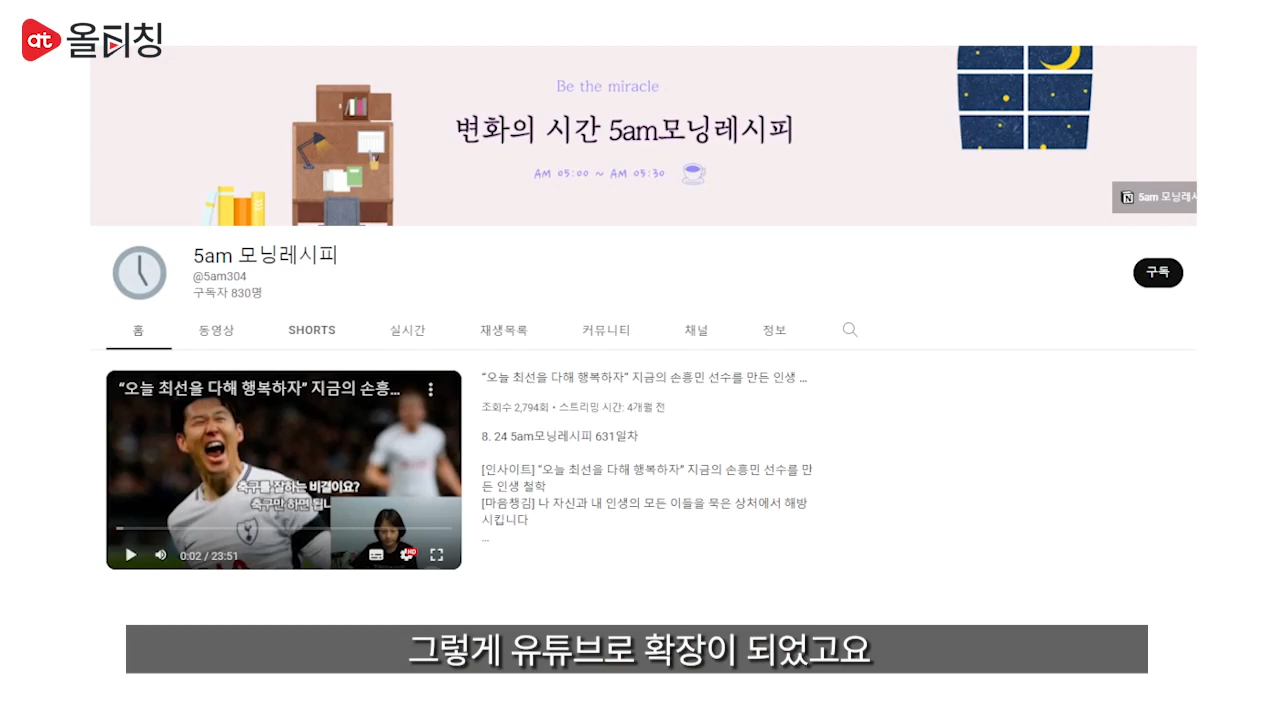 at 올티칭
Be the miracle
변화의 시간 5am모닝레시피
AM 05:00 ~ AM 05:30
N 5am 모닝레시
5am 모닝레시피
@5am304
구독자 830명
구독
홈 동영상 SHORTS 실시간 재생목록 커뮤니티 채널 정보
“오늘 최선을 다해 행복하자” 지금의 손흥...
축구를 잘하는 비결이요?
축구만 하면 됩니
0:02 / 23:51
HD
“오늘 최선을 다해 행복하자” 지금의 손흥민 선수를 만든 인생 ...
조회수 2,794회 • 스트리밍 시간: 4개월 전
8. 24 5am모닝레시피 631일차
[인사이트] “오늘 최선을 다해 행복하자” 지금의 손흥민 선수를 만
든 인생 철학
[마음챙김] 나 자신과 내 인생의 모든 이들을 묵은 상처에서 해방
시킵니다
...
그렇게 유튜브로 확장이 되었고요